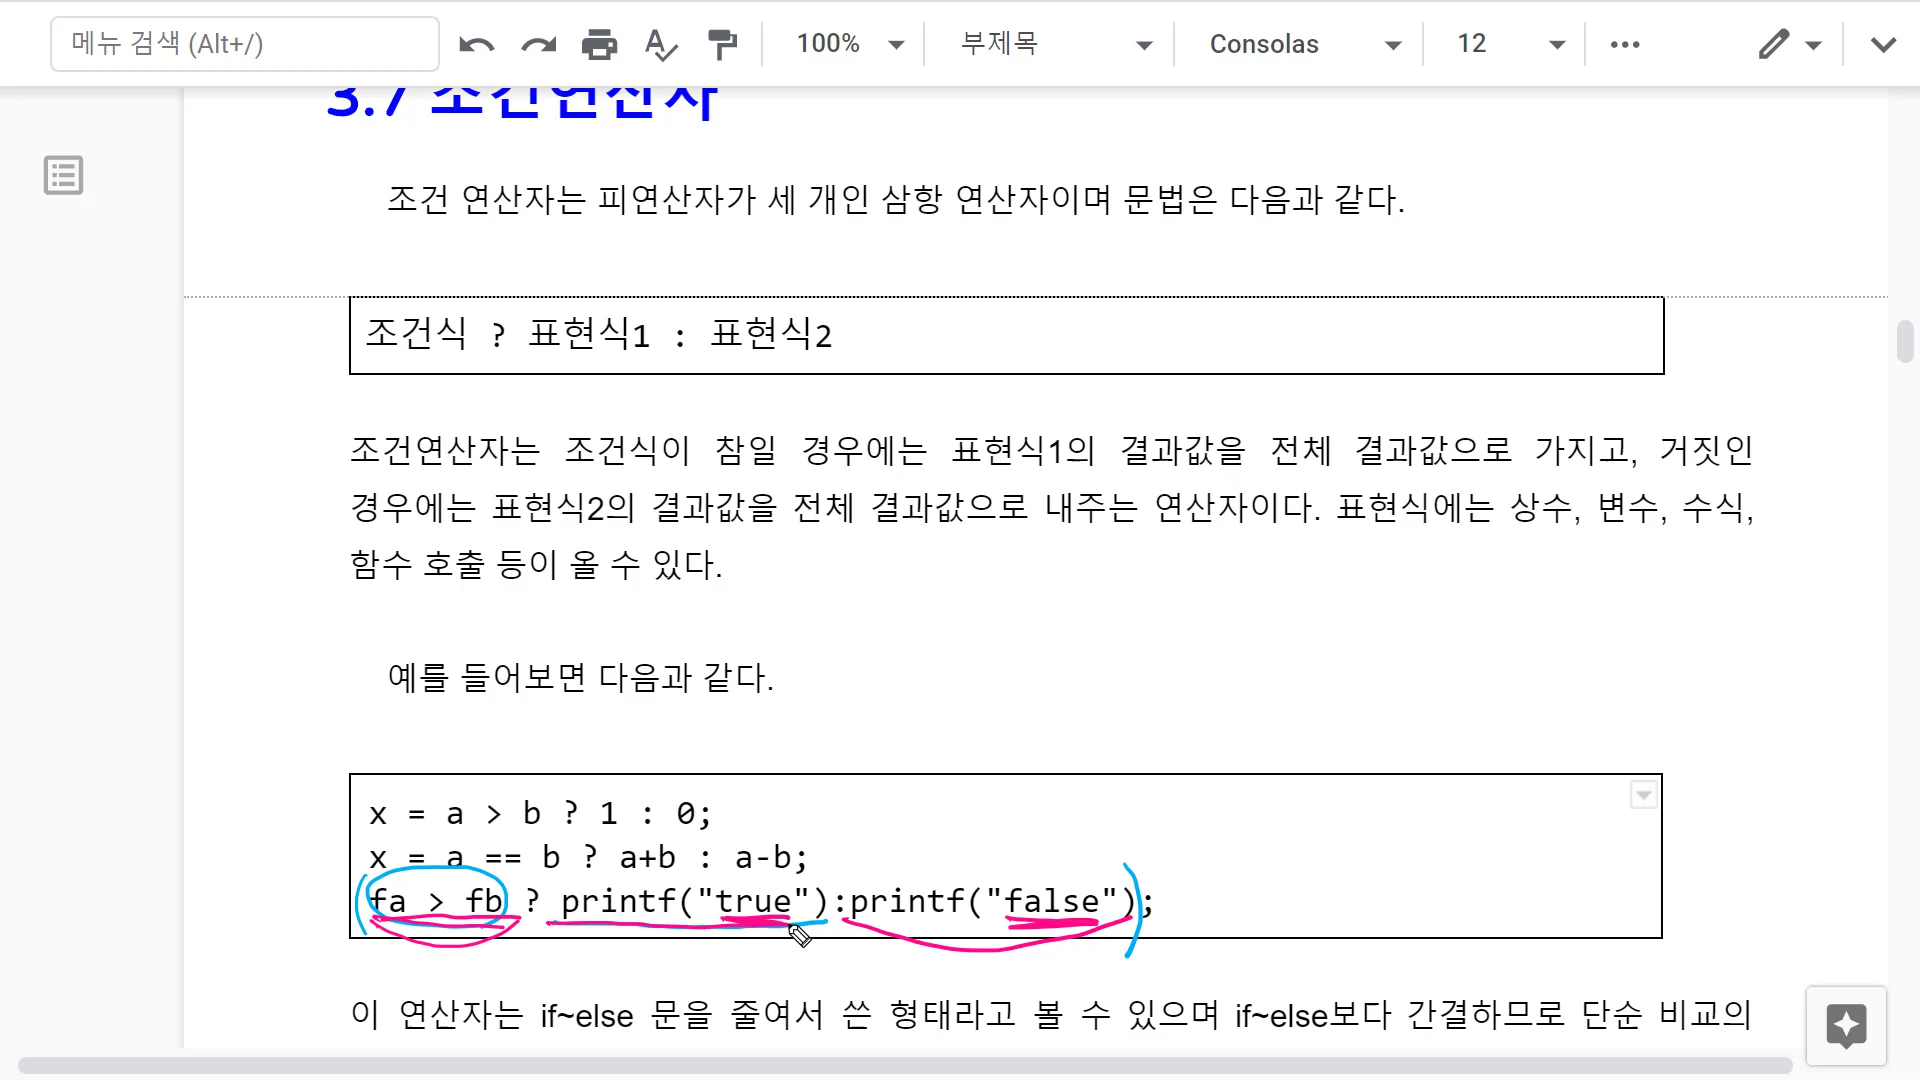 메뉴 검색 (Alt+/)
100%
부제목
Consolas
12
3.7 조건연산자
조건 연산자는 피연산자가 세 개인 삼항 연산자이며 문법은 다음과 같다.
조건식 ? 표현식1 : 표현식2
조건연산자는 조건식이 참일 경우에는 표현식1의 결과값을 전체 결과값으로 가지고, 거짓인
경우에는 표현식2의 결과값을 전체 결과값으로 내주는 연산자이다. 표현식에는 상수, 변수, 수식,
함수 호출 등이 올 수 있다.
예를 들어보면 다음과 같다.
x = a > b ? 1 : 0;
x = a == b ? a+b : a-b;
fa > fb ? printf("true"):printf("false");
이 연산자는 if~else 문을 줄여서 쓴 형태라고 볼 수 있으며 if~else보다 간결하므로 단순 비교의